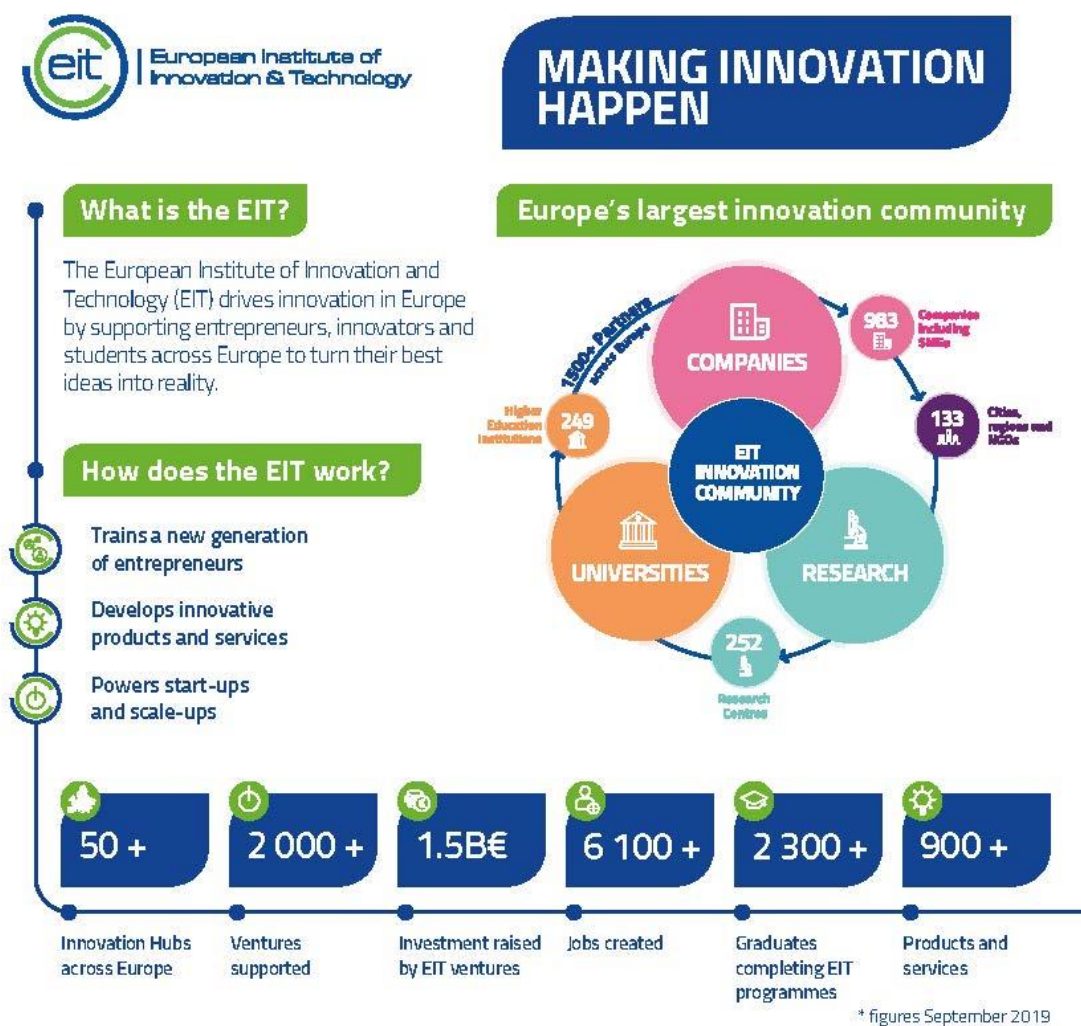 eit
European Institute of
Innovation & Technology
MAKING INNOVATION
HAPPEN
What is the EIT?
The European Institute of Innovation and
Technology (EIT) drives innovation in Europe
by supporting entrepreneurs, innovators and
students across Europe to turn their best
ideas into reality.
How does the EIT work?
Trains a new generation
of entrepreneurs
Develops innovative
products and services
Powers start-ups
and scale-ups
Europe's largest innovation community
1500+ Partners
across Europe
COMPANIES
983
Companies
including
SMEs
133
Cities,
regions and
NGOs
Higher
Education
Institutions
249
EIT
INNOVATION
COMMUNITY
UNIVERSITIES
RESEARCH
252
Research
Centres
50 +
Innovation Hubs
across Europe
2 000 +
Ventures
supported
1.5B€
Investment raised
by EIT ventures
6 100 +
Jobs created
2 300 +
Graduates
completing EIT
programmes
900 +
Products and
services
* figures September 2019